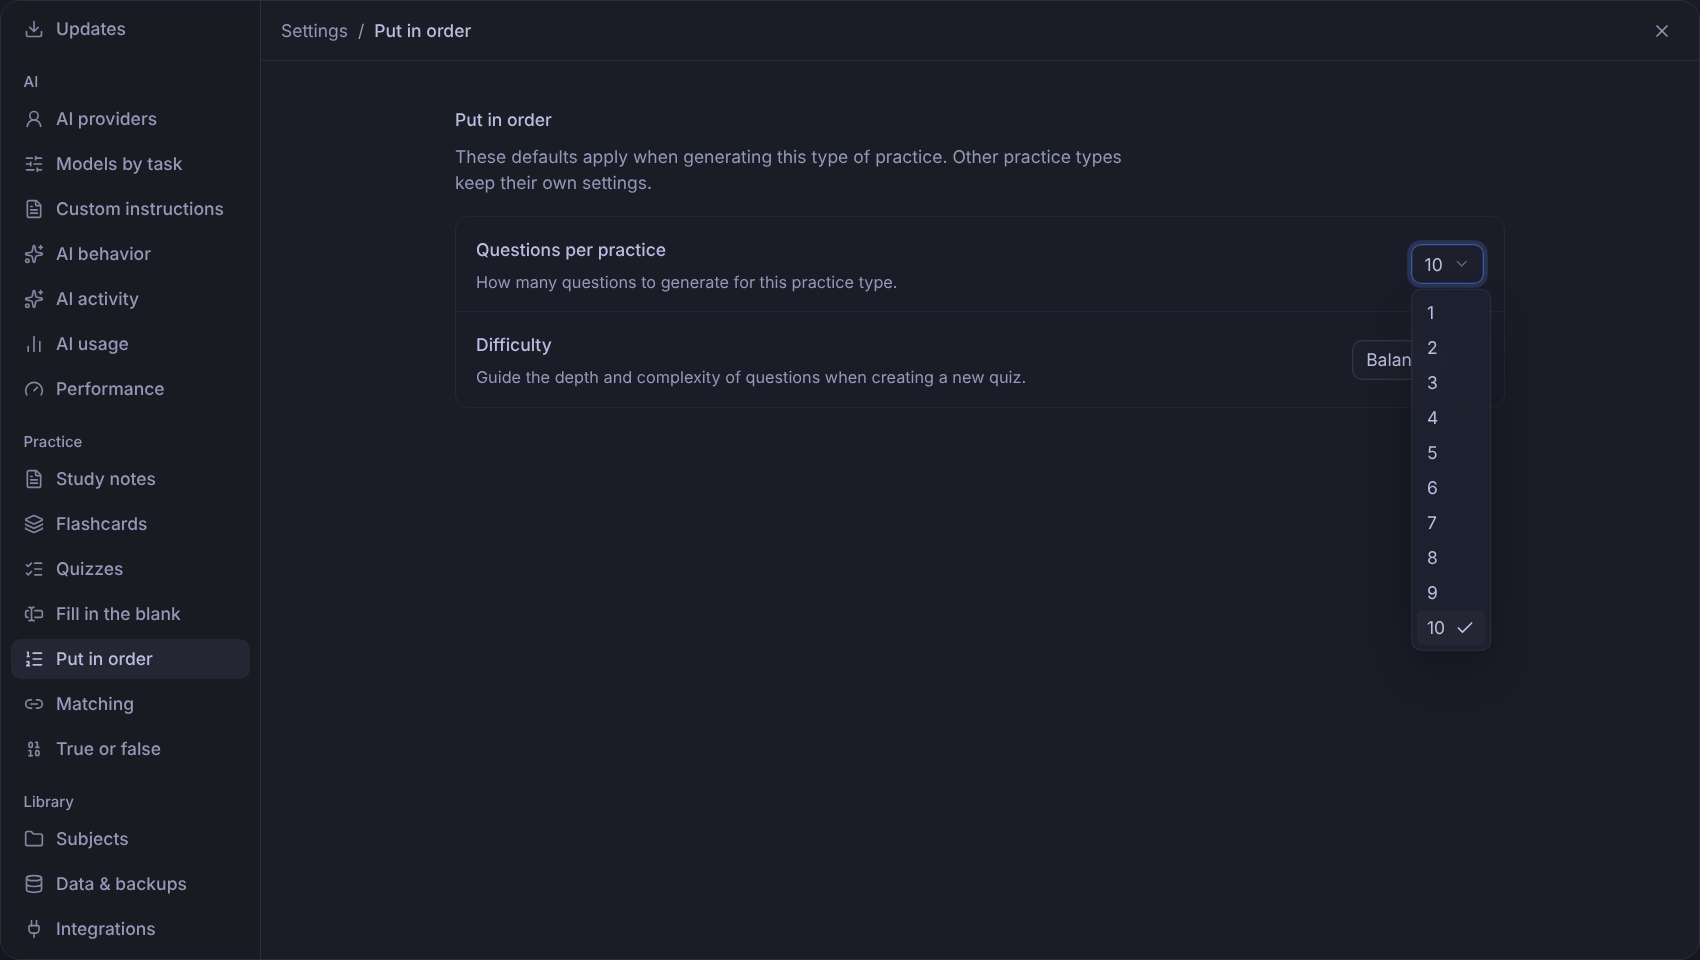 Updates
AI
AI providers
Models by task
Custom instructions
AI behavior
AI activity
AI usage
Performance
Practice
Study notes
Flashcards
Quizzes
Fill in the blank
Put in order
Matching
True or false
Library
Subjects
Data & backups
Integrations
Settings / Put in order
Put in order
These defaults apply when generating this type of practice. Other practice types
keep their own settings.
Questions per practice
How many questions to generate for this practice type.
10
Difficulty
Guide the depth and complexity of questions when creating a new quiz.
Balan
1
2
3
4
5
6
7
8
9
10